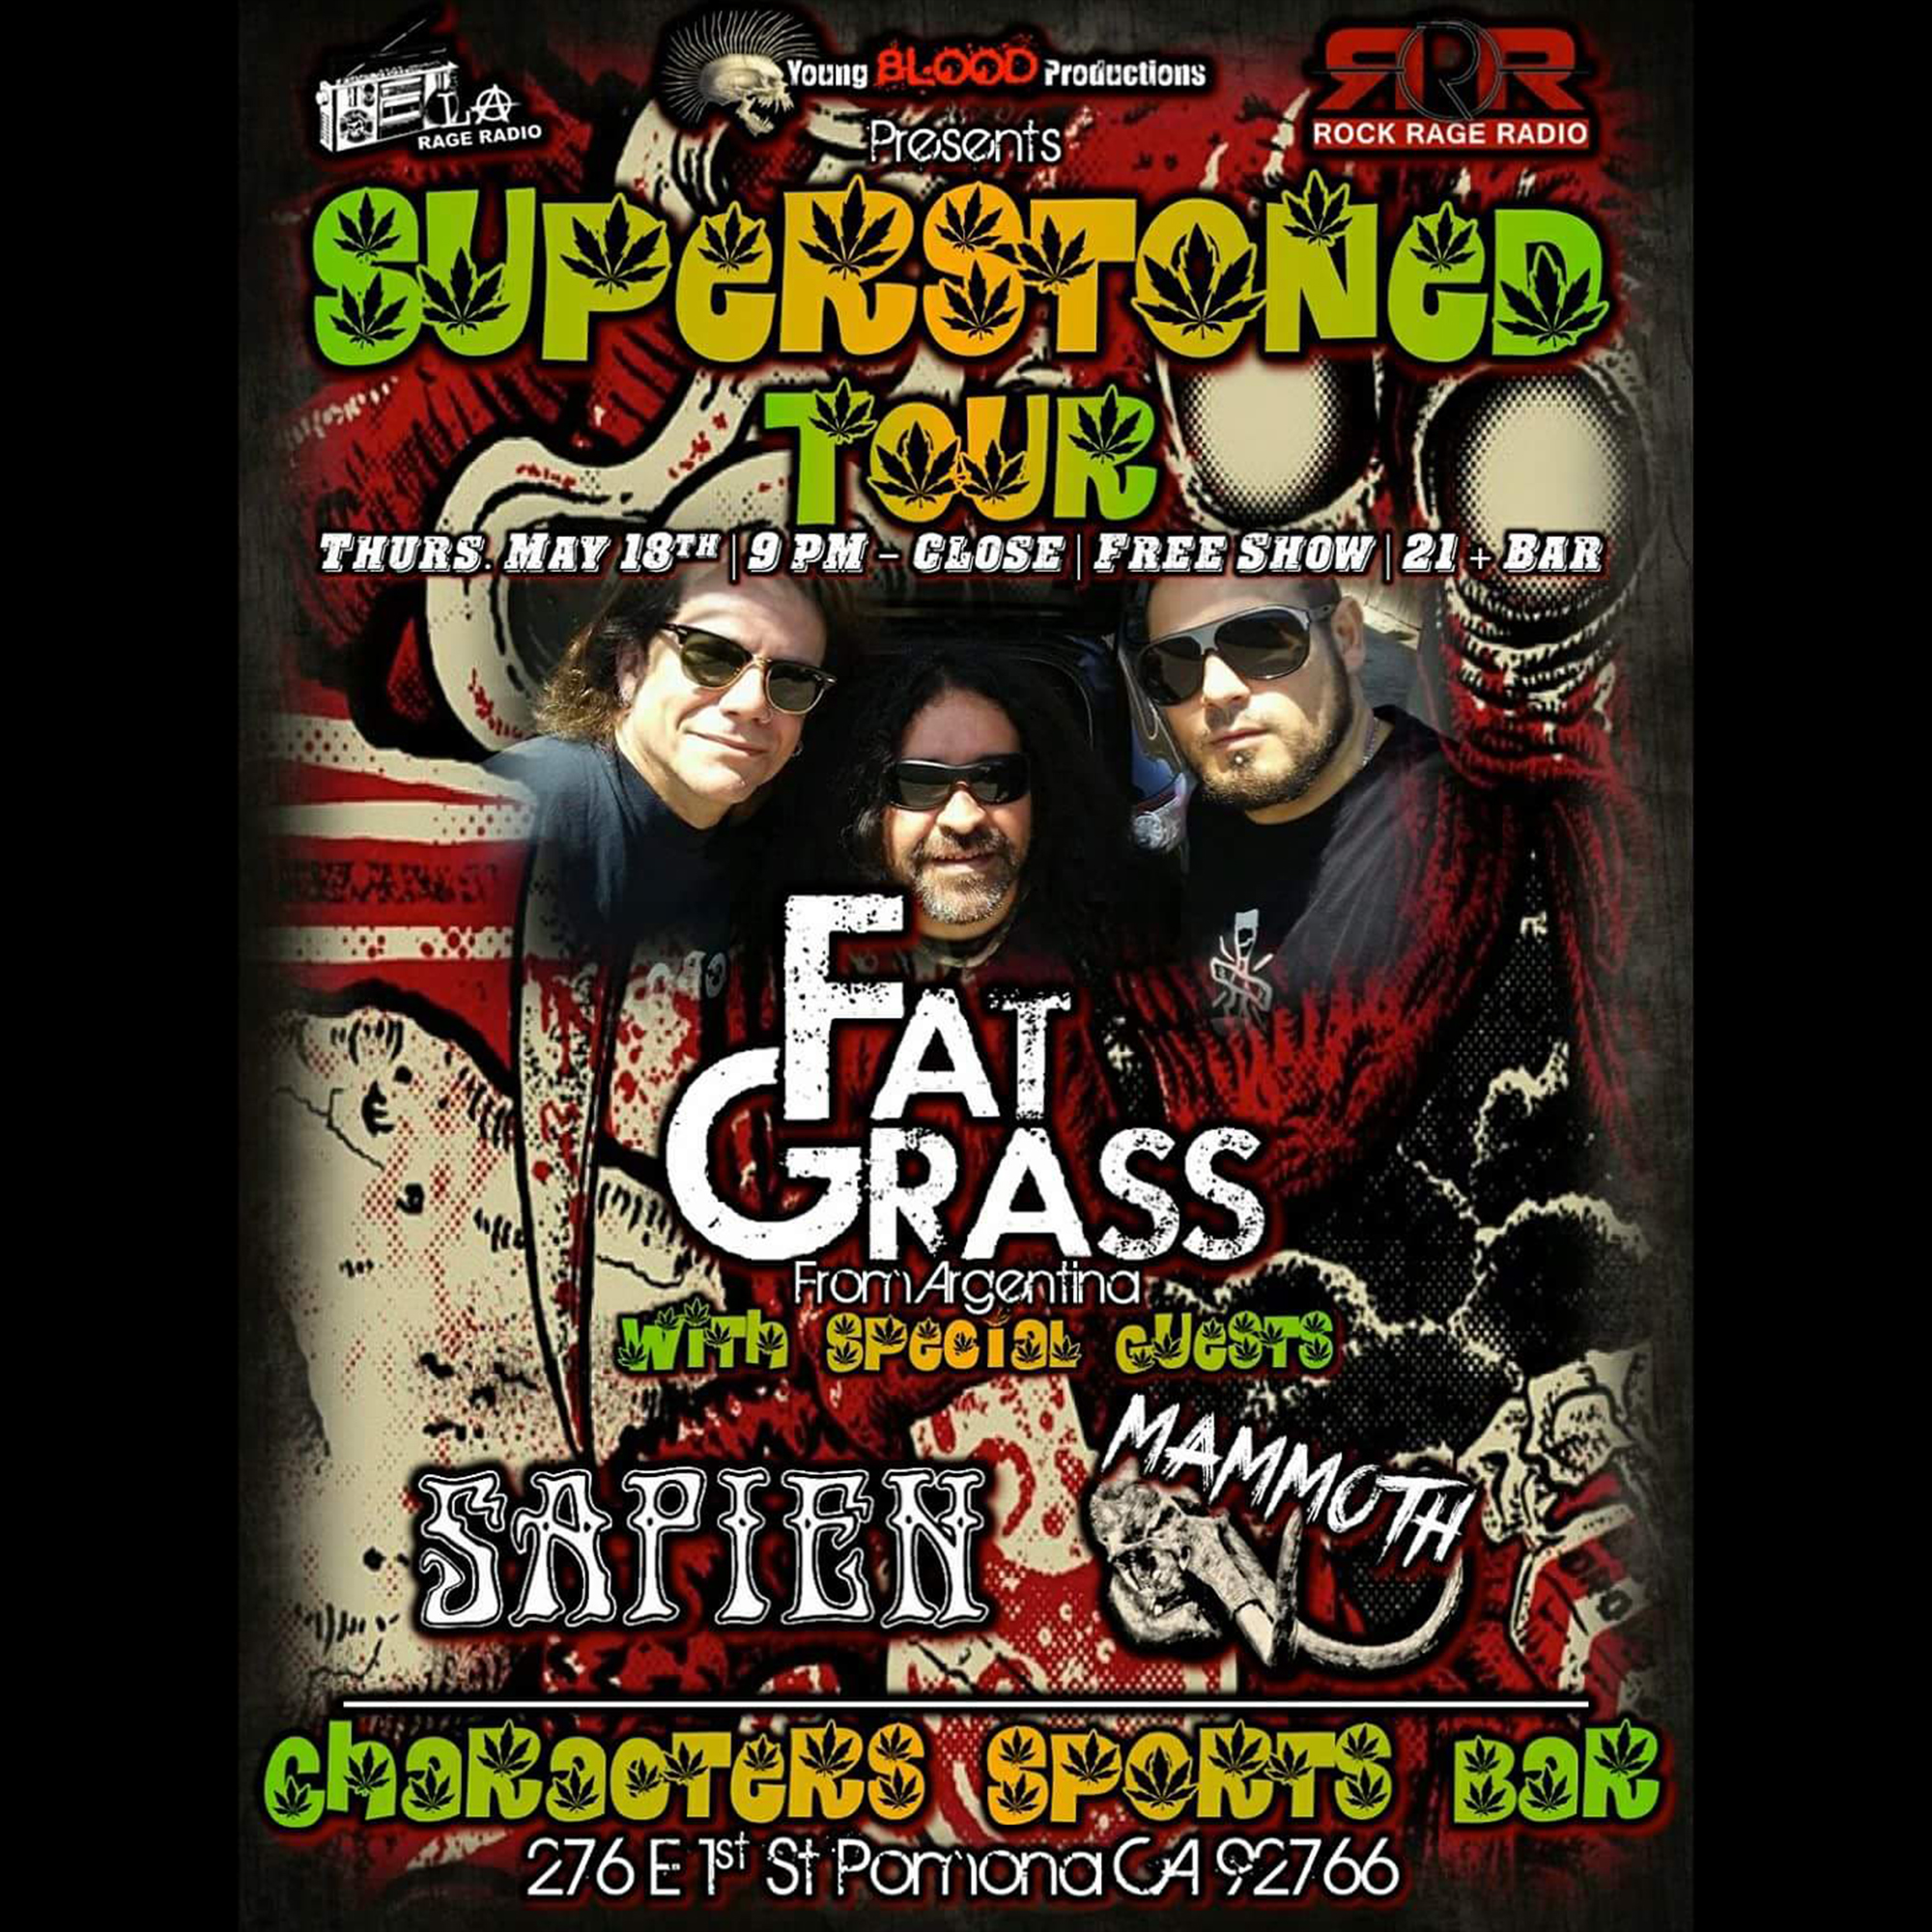 ELA
RAGE RADIO
Young BLOOD Productions
Presents
RRR
ROCK RAGE RADIO
SUPeRSTONeD
TOUR
THURS. MAY 18TH | 9 PM - CLOSE | FREE SHOW | 21 + BAR
FAT
GRASS
From Argentina
WiTh SPeCiaL GUeSTS
SAPIEN
MAMMOTH
ChaRaCTeRS SPORTS BaR
276 E 1st St Pomona CA 92766